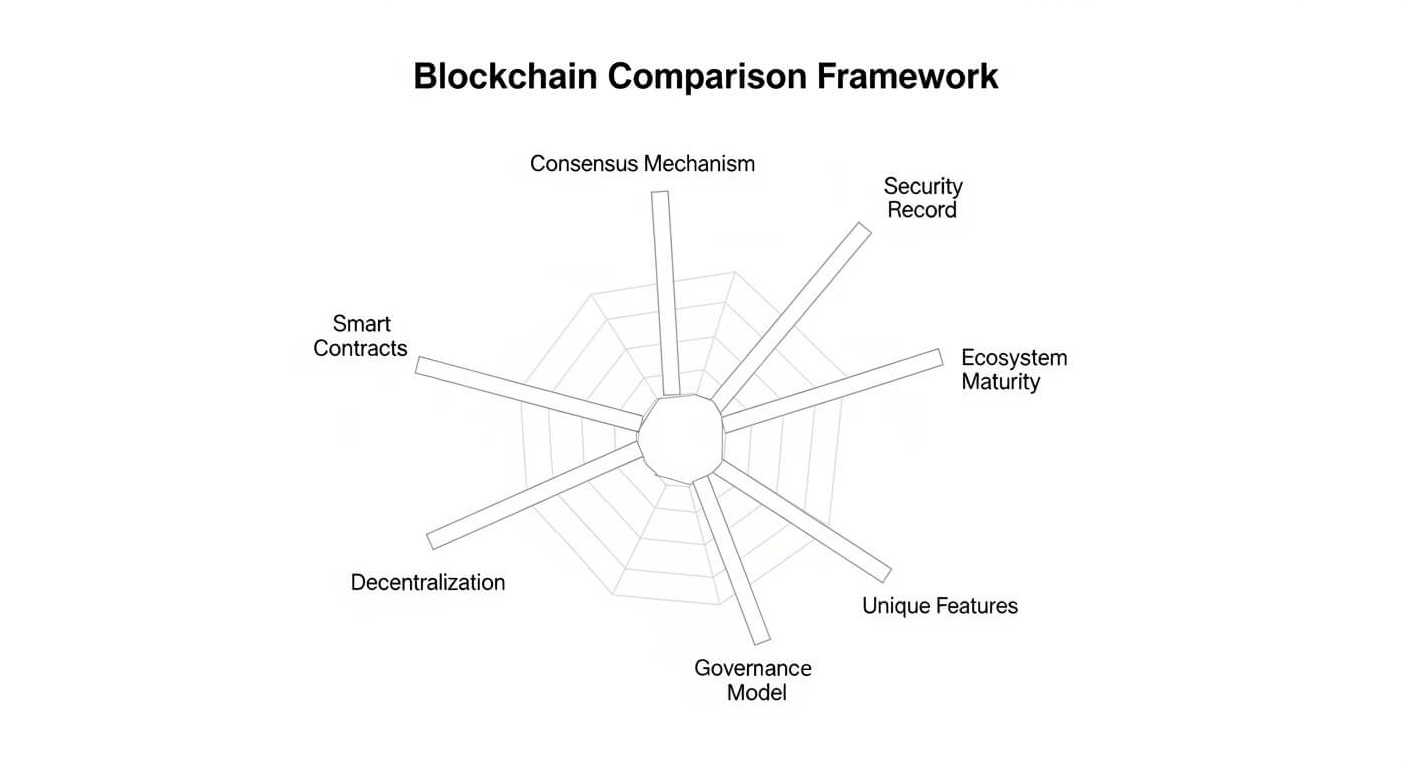 Blockchain Comparison Framework
Consensus Mechanism
Security
Record
Smart
Contracts
Ecosystem
Maturity
Decentralization
Unique Features
Governance
Model